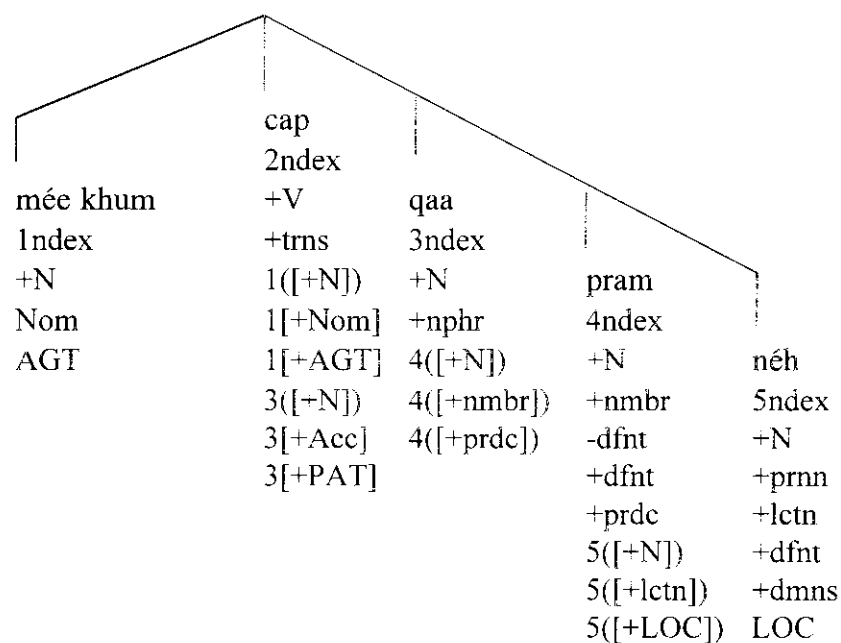 mée khum
1ndex
+N
Nom
AGT
cap
2ndex
+V
+trns
1([+N])
1[+Nom]
1[+AGT]
3([+N])
3[+Acc]
3[+PAT]
qaa
3ndex
+N
+nphr
4([+N])
4([+nmbr])
4([+prdc])
pram
4ndex
+N
+nmbr
-dfnt
+dfnt
+prdc
5([+N])
5([+lctn])
5([+LOC])
néh
5ndex
+N
+prnn
+lctn
+dfnt
+dmns
LOC